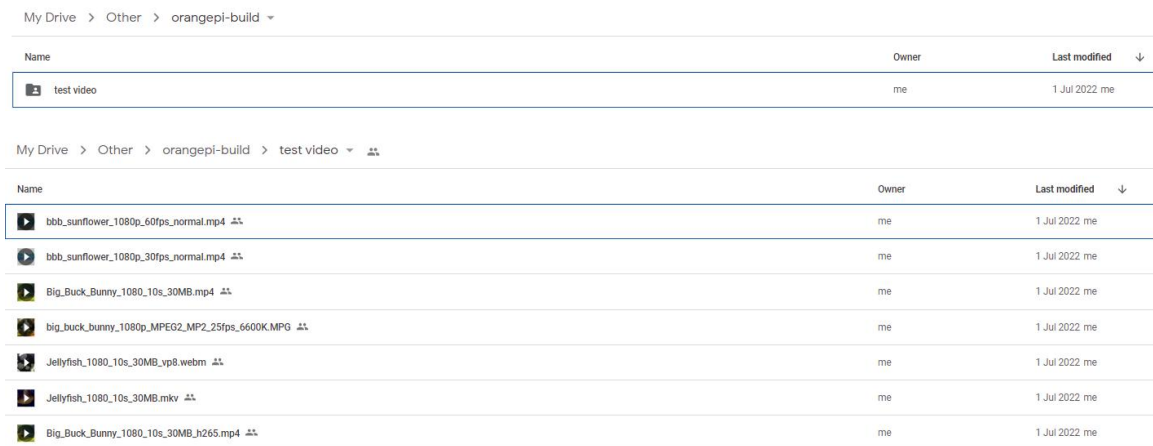 My Drive > Other > orangepi-build
Name Owner Last modified
test video me 1 Jul 2022 me
My Drive > Other > orangepi-build > test video
Name Owner Last modified
bbb_sunflower_1080p_60fps_normal.mp4 me 1 Jul 2022 me
bbb_sunflower_1080p_30fps_normal.mp4 me 1 Jul 2022 me
Big_Buck_Bunny_1080_10s_30MB.mp4 me 1 Jul 2022 me
big_buck_bunny_1080p_MPEG2_MP2_25fps_6600K.MPG me 1 Jul 2022 me
Jellyfish_1080_10s_30MB_vp8.webm me 1 Jul 2022 me
Jellyfish_1080_10s_30MB.mkv me 1 Jul 2022 me
Big_Buck_Bunny_1080_10s_30MB_h265.mp4 me 1 Jul 2022 me